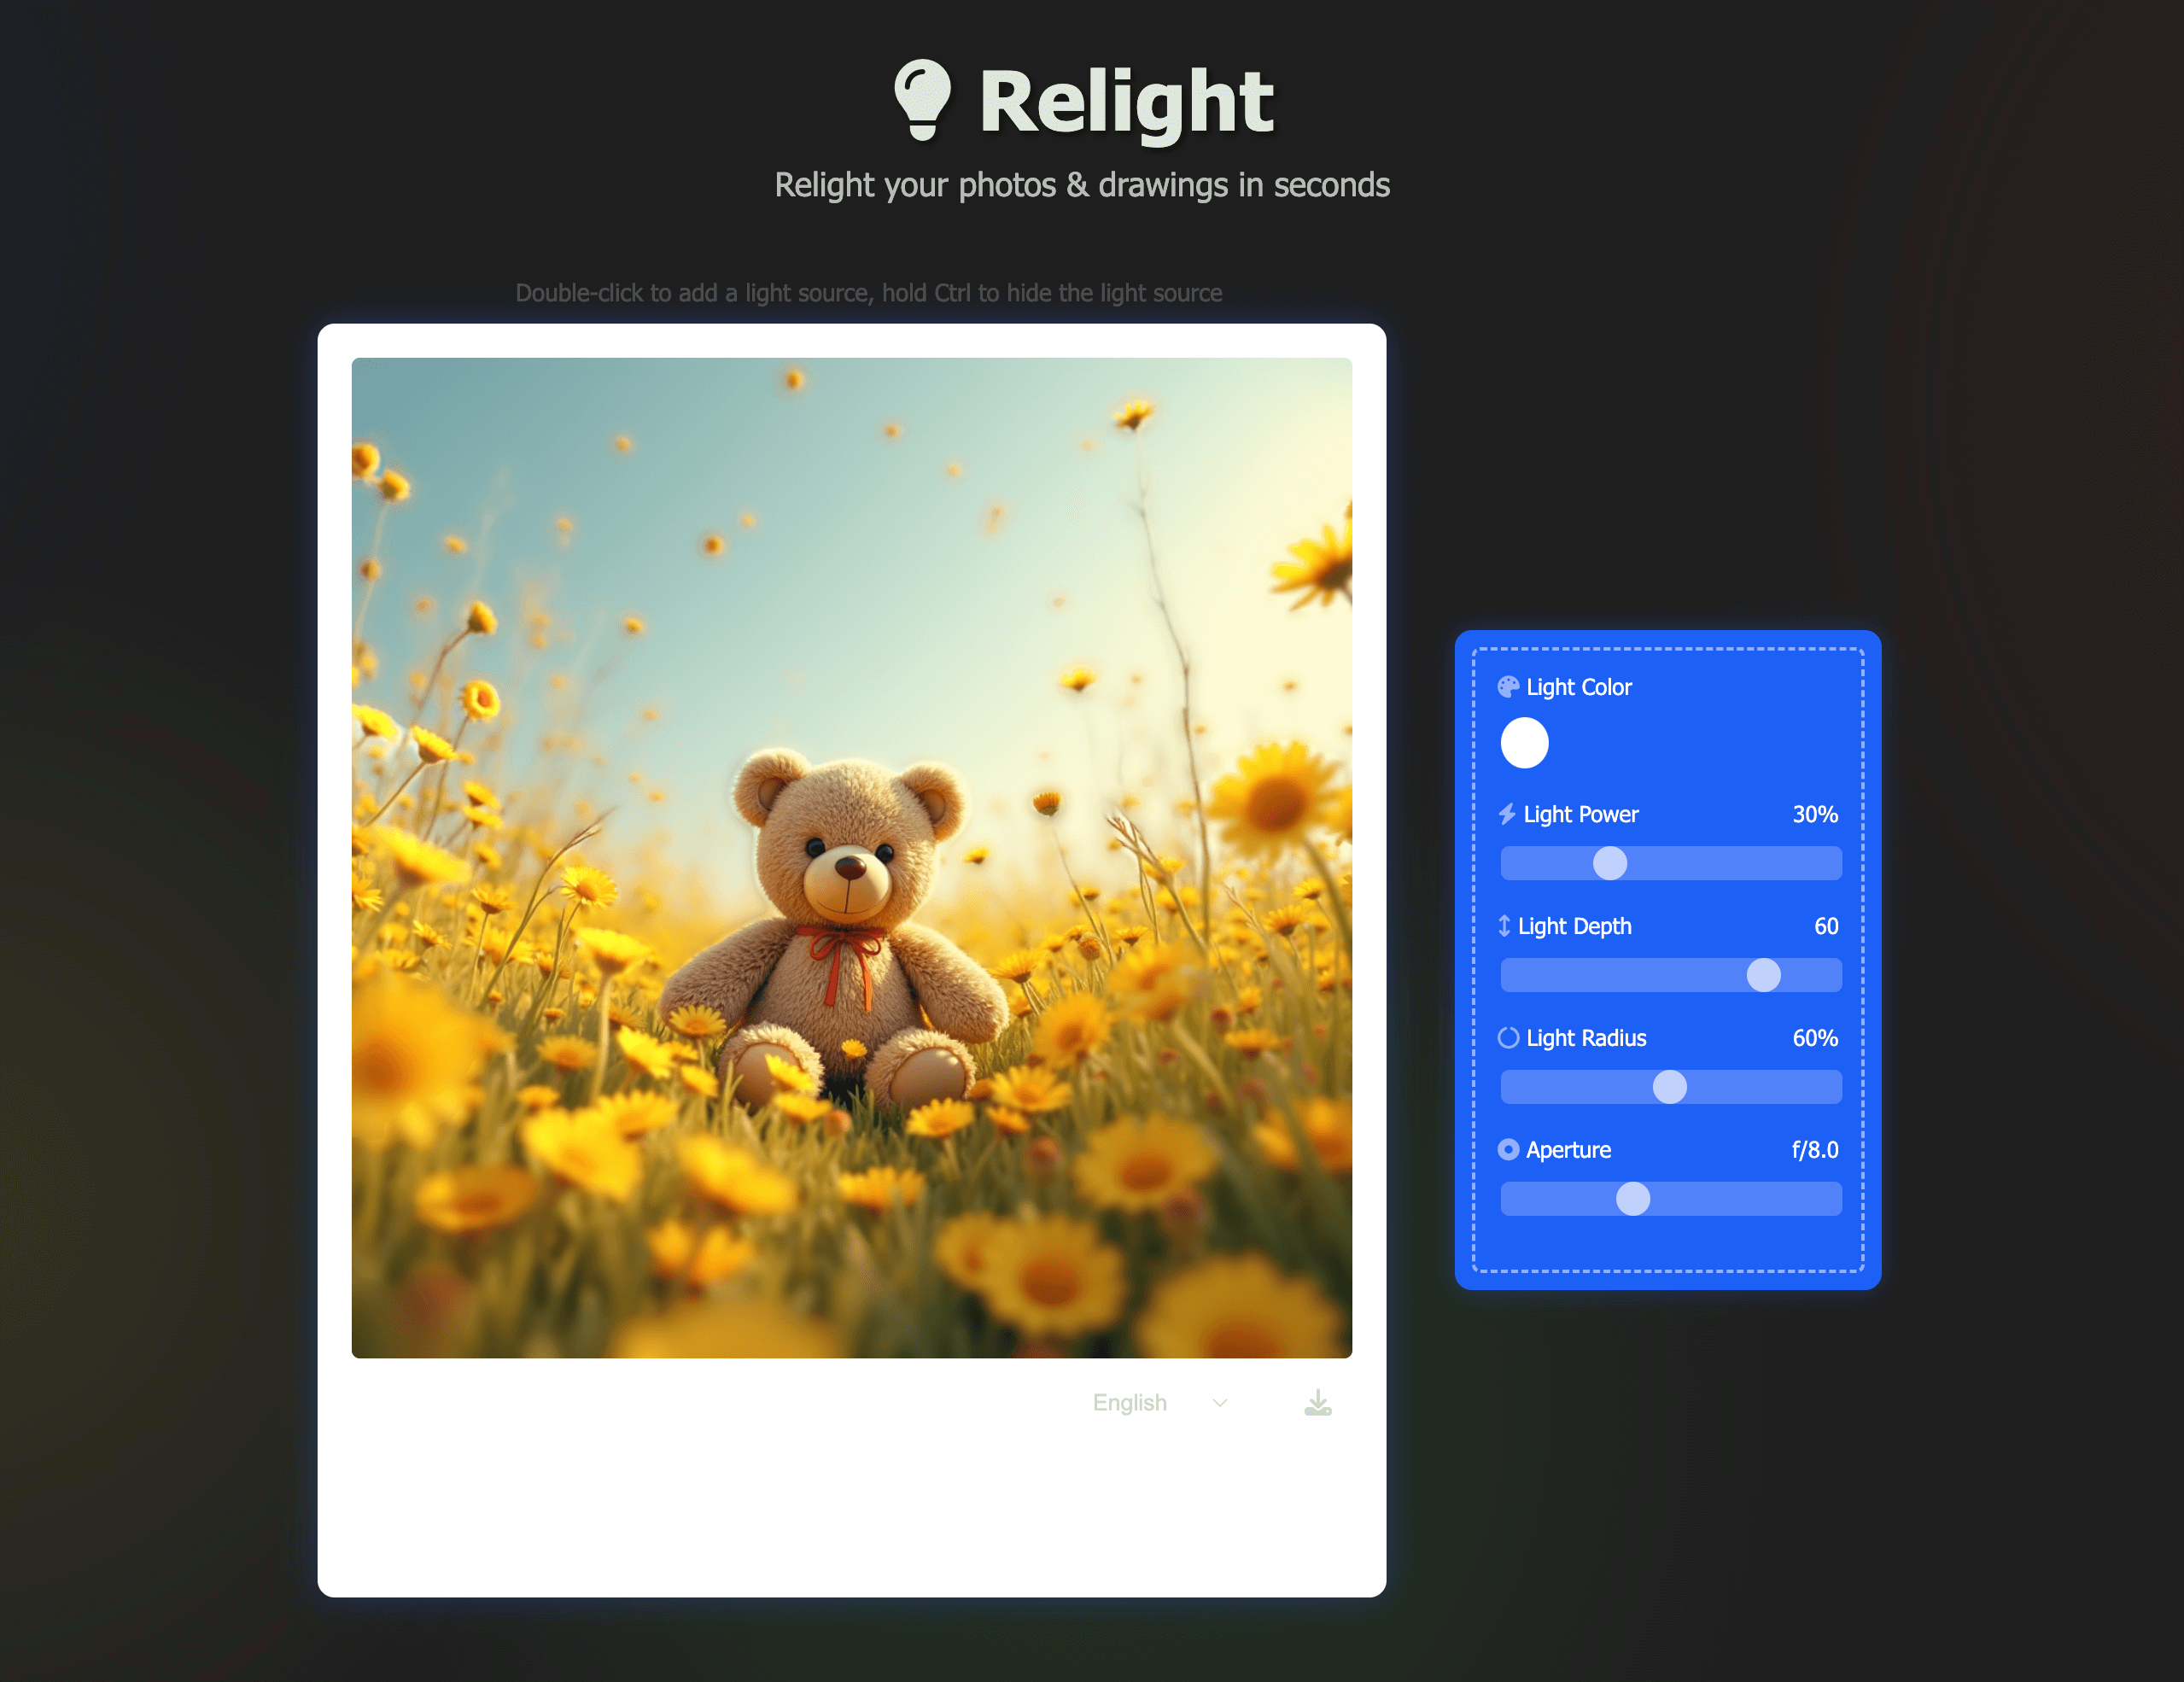 Relight
Relight your photos & drawings in seconds
Double-click to add a light source, hold Ctrl to hide the light source
Light Color
Light Power 30%
Light Depth 60
Light Radius 60%
Aperture f/8.0
English